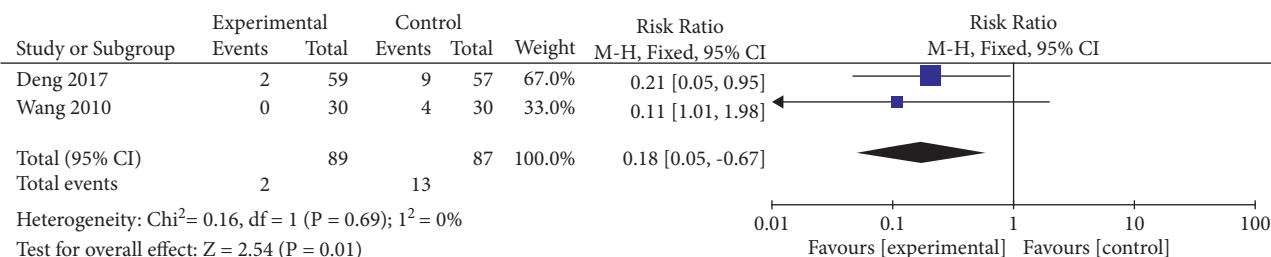 Experimental Control Risk Ratio Risk Ratio
Study or Subgroup Events Total Events Total Weight M-H, Fixed, 95% CI M-H, Fixed, 95% CI
Deng 2017 2 59 9 57 67.0% 0.21 [0.05, 0.95]
Wang 2010 0 30 4 30 33.0% 0.11 [1.01, 1.98]
Total (95% CI) 89 87 100.0% 0.18 [0.05, -0.67]
Total events 2 13
Heterogeneity: Chi²= 0.16, df = 1 (P = 0.69); 1² = 0%
Test for overall effect: Z = 2.54 (P = 0.01)
0.01 0.1 1 10 100
Favours [experimental] Favours [control]